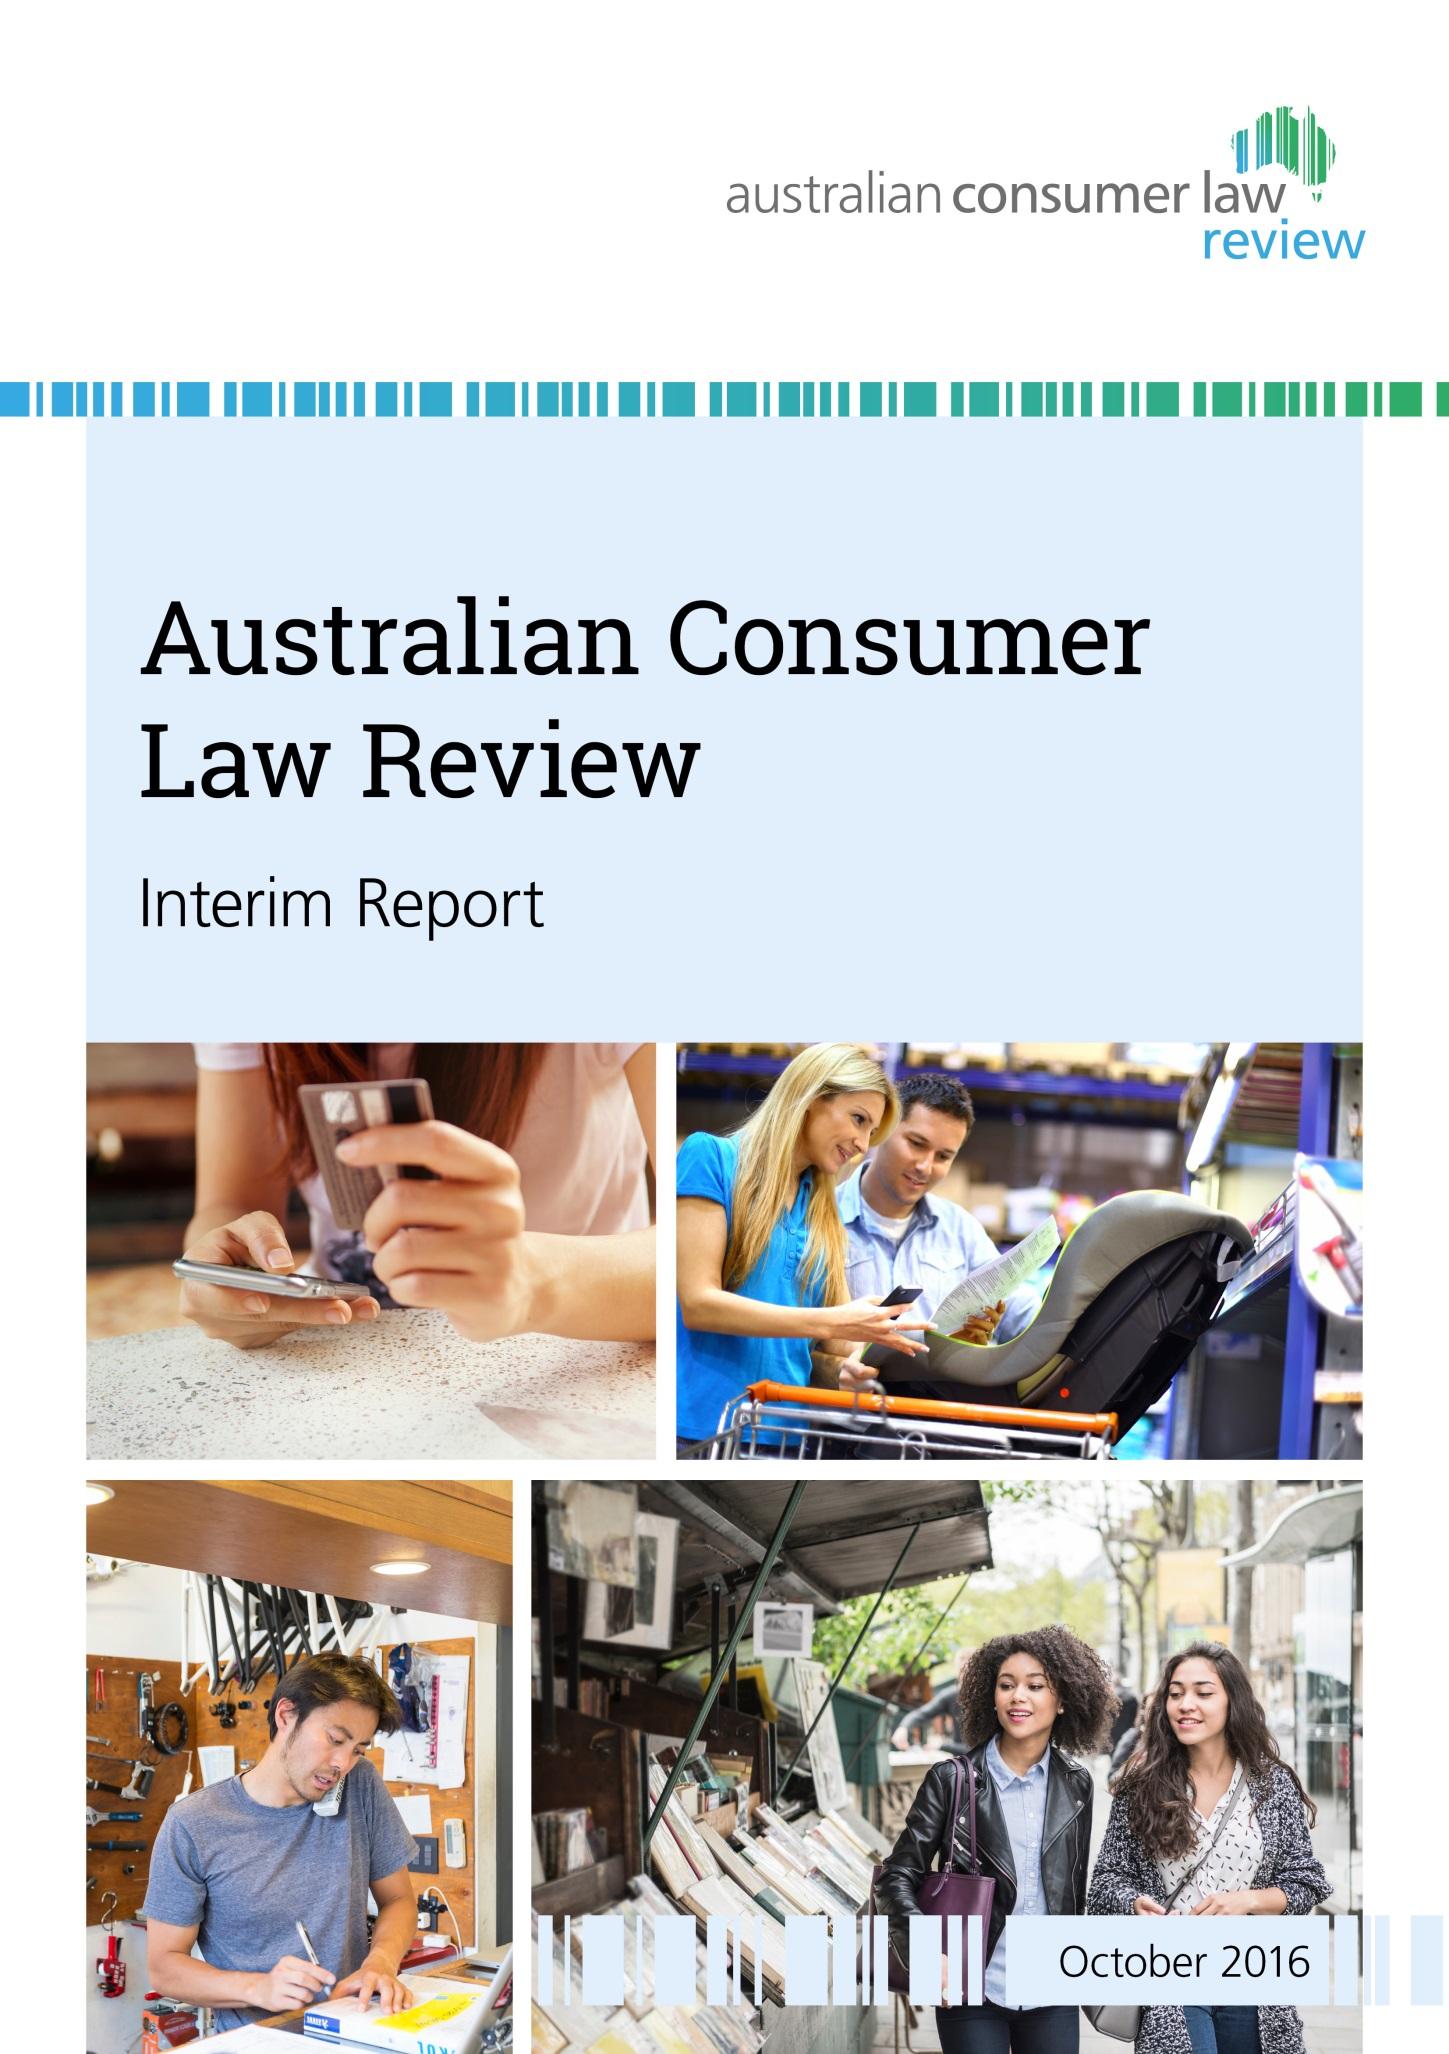 australian consumer law
review
Australian Consumer
Law Review
Interim Report
October 2016